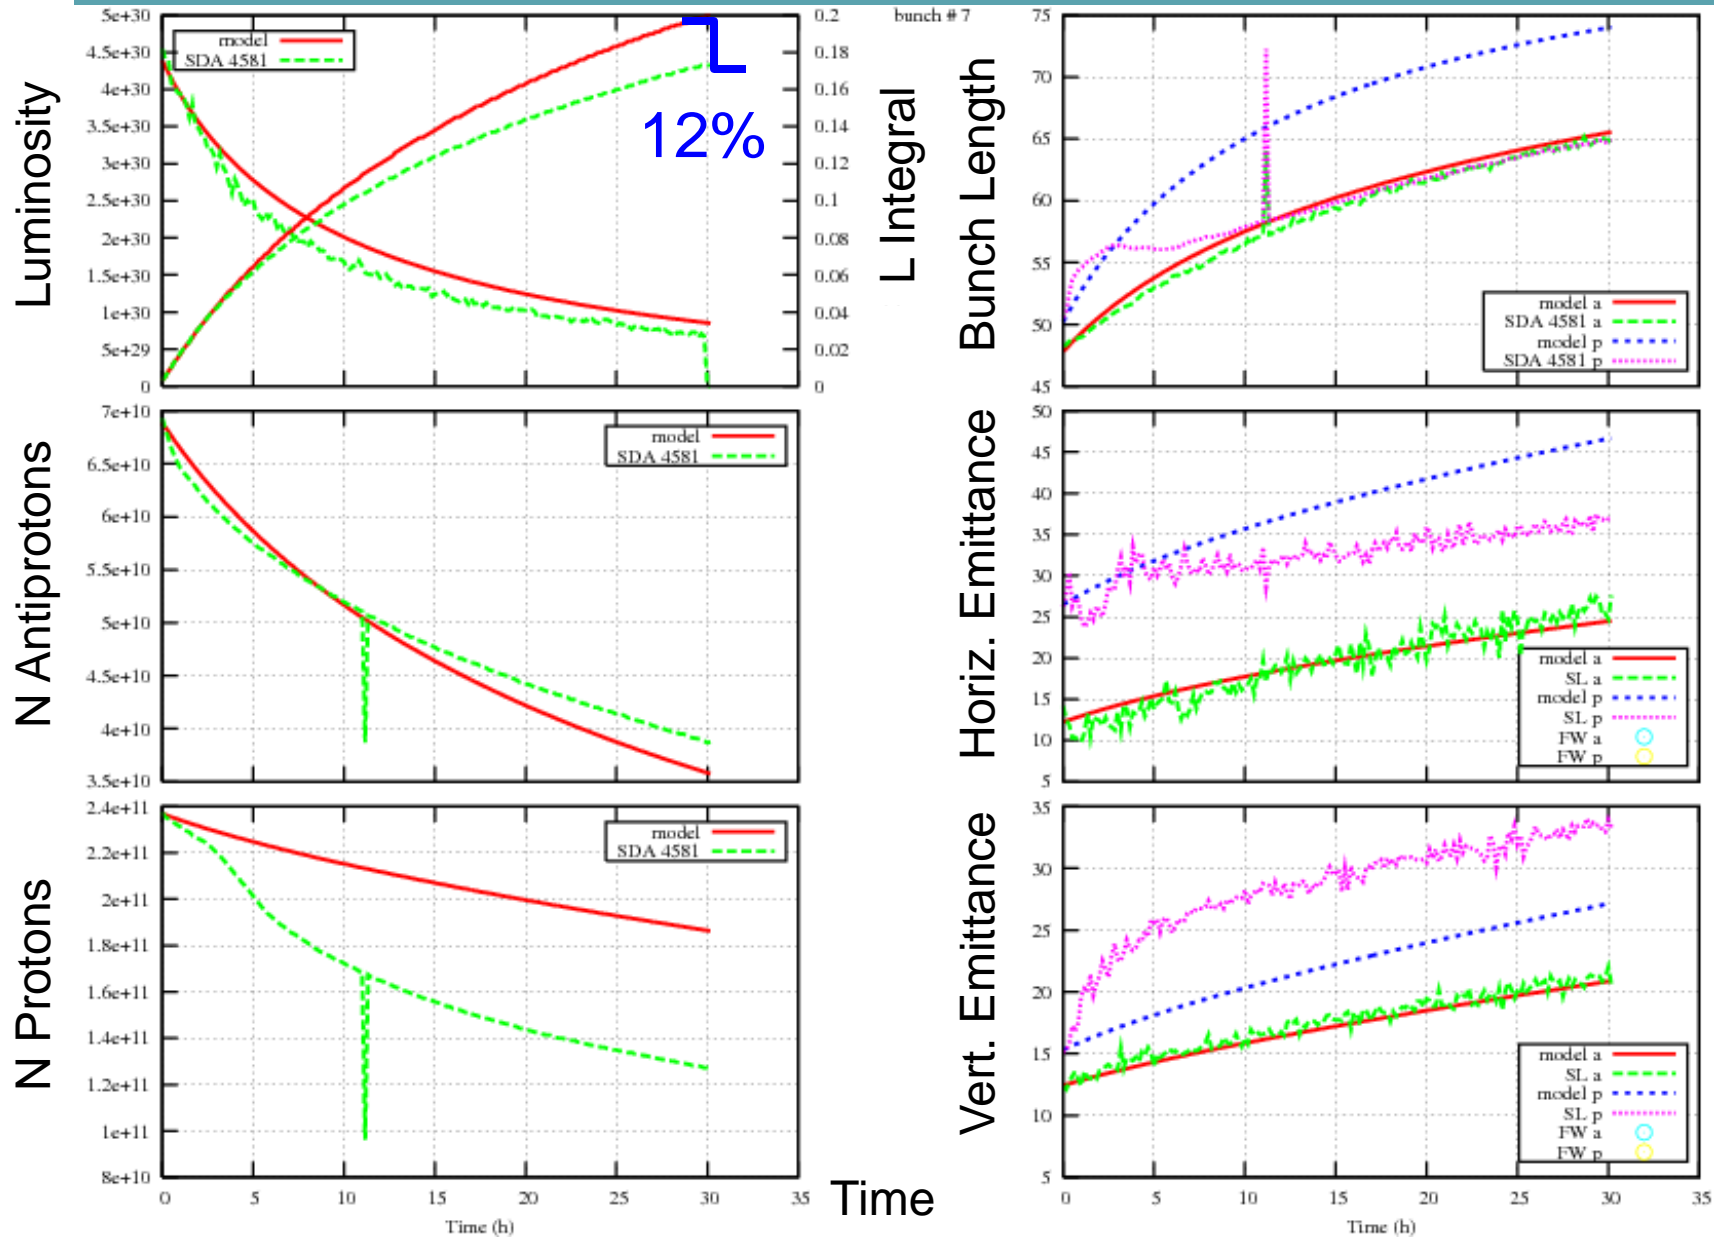 bunch # 7
Luminosity
5e+30
4.5e+30
4e+30
3.5e+30
3e+30
2.5e+30
2e+30
1.5e+30
1e+30
5e+29
0
model
SDA 4581
12%
0.2
0.18
0.16
0.14
0.12
0.1
0.08
0.06
0.04
0.02
0
L Integral
Bunch Length
75
70
65
60
55
50
45
model a
SDA 4581 a
model p
SDA 4581 p
N Antiprotons
7e+10
6.5e+10
6e+10
5.5e+10
5e+10
4.5e+10
4e+10
3.5e+10
model
SDA 4581
Horiz. Emittance
50
45
40
35
30
25
20
15
10
5
model a
SL a
model p
SL p
FW a
FW p
N Protons
2.4e+11
2.2e+11
2e+11
1.8e+11
1.6e+11
1.4e+11
1.2e+11
1e+11
8e+10
model
SDA 4581
0 5 10 15 20 25 30 35
Time (h)
Time
Vert. Emittance
35
30
25
20
15
10
5
model a
SL a
model p
SL p
FW a
FW p
0 5 10 15 20 25 30 35
Time (h)